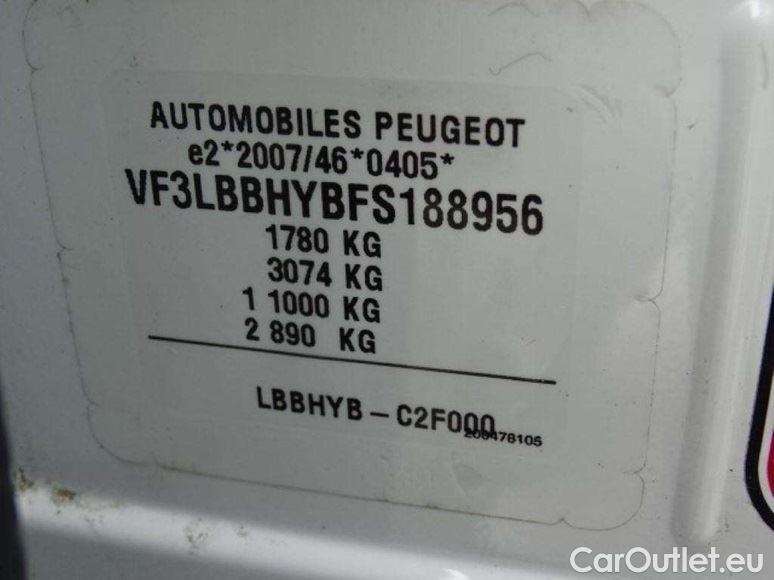 AUTOMOBILES PEUGEOT
e2*2007/46*0405*
VF3LBBHYBFS188956
1780 KG
3074 KG
1 1000 KG
2 890 KG
LBBHYB – C2F000
200478105
CarOutlet.eu